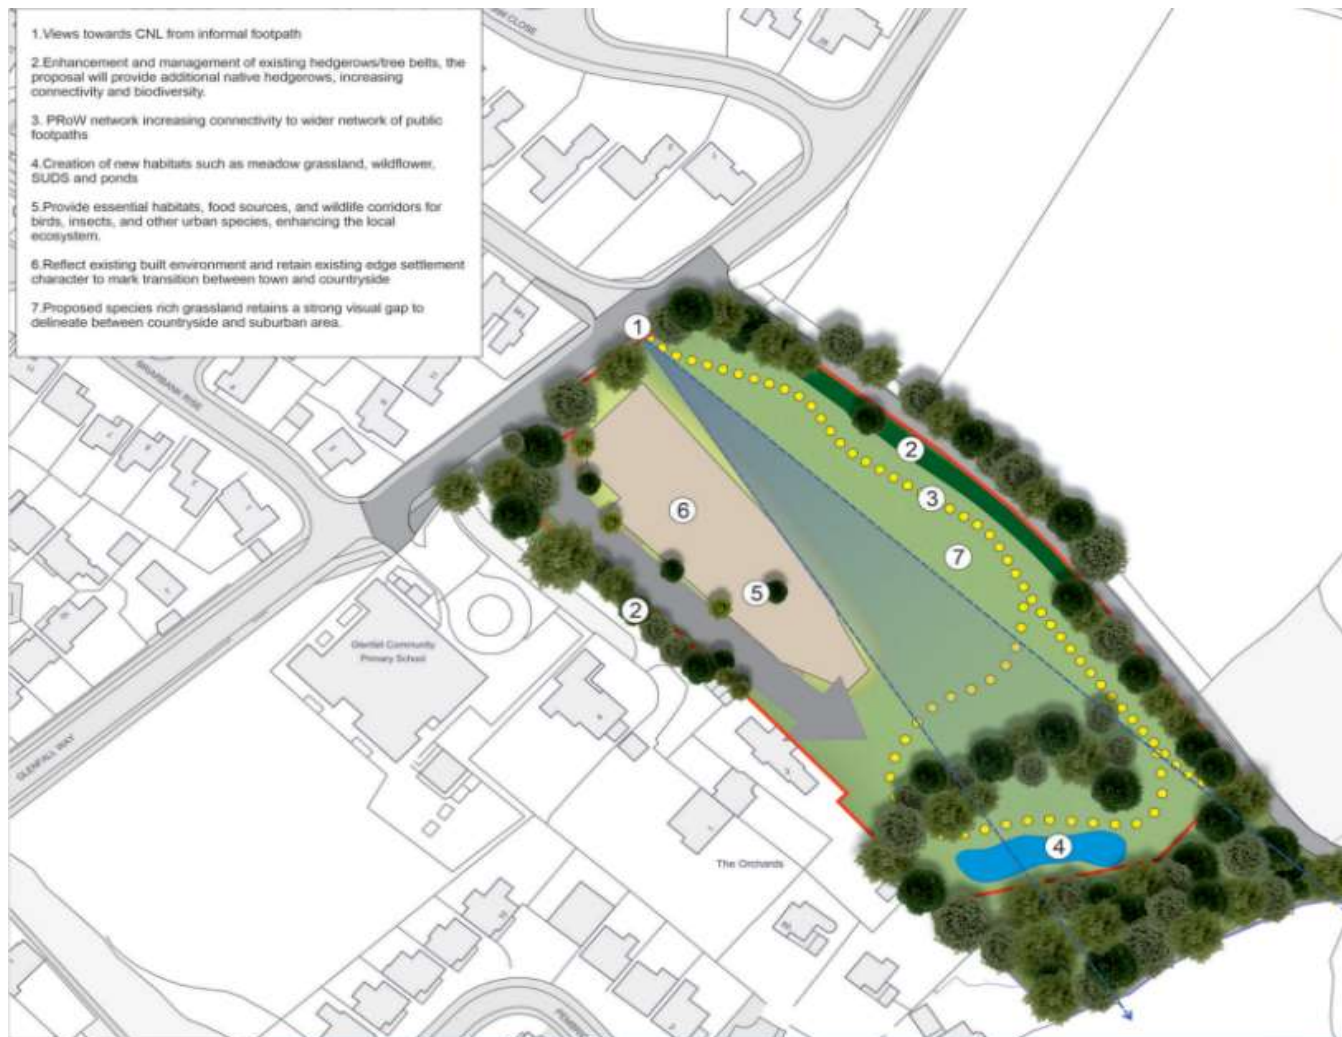 1.Views towards CNL from informal footpath
2.Enhancement and management of existing hedgerows/tree belts, the
proposal will provide additional native hedgerows, increasing
connectivity and biodiversity.
3. PRoW network increasing connectivity to wider network of public
footpaths
4.Creation of new habitats such as meadow grassland, wildflower,
SUDS and ponds
5.Provide essential habitats, food sources, and wildlife corridors for
birds, insects, and other urban species, enhancing the local
ecosystem.
6.Reflect existing built environment and retain existing edge settlement
character to mark transition between town and countryside
7.Proposed species rich grassland retains a strong visual gap to
delineate between countryside and suburban area.
CLOSE
BRIARBANK RISE
1
2
3
7
6
5
2
4
Glenfall Community
Primary School
GLENFALL WAY
The Orchards